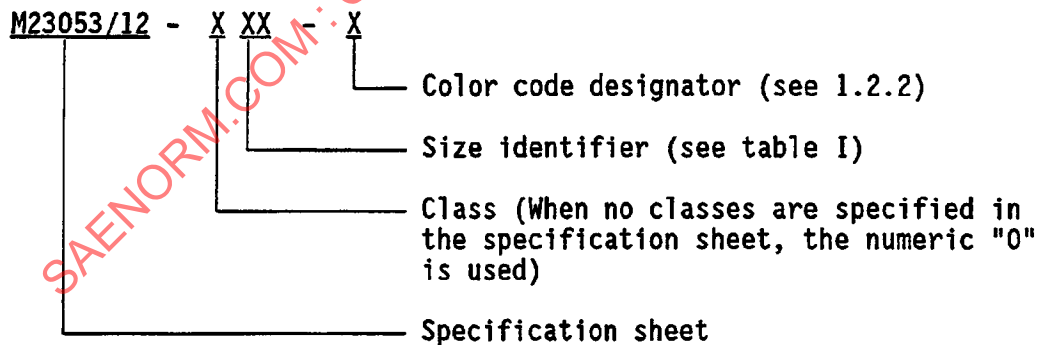 M23053/12 - X XX - X
Color code designator (see 1.2.2)
Size identifier (see table I)
Class (When no classes are specified in
the specification sheet, the numeric "0"
is used)
Specification sheet
SAENORM.COM :